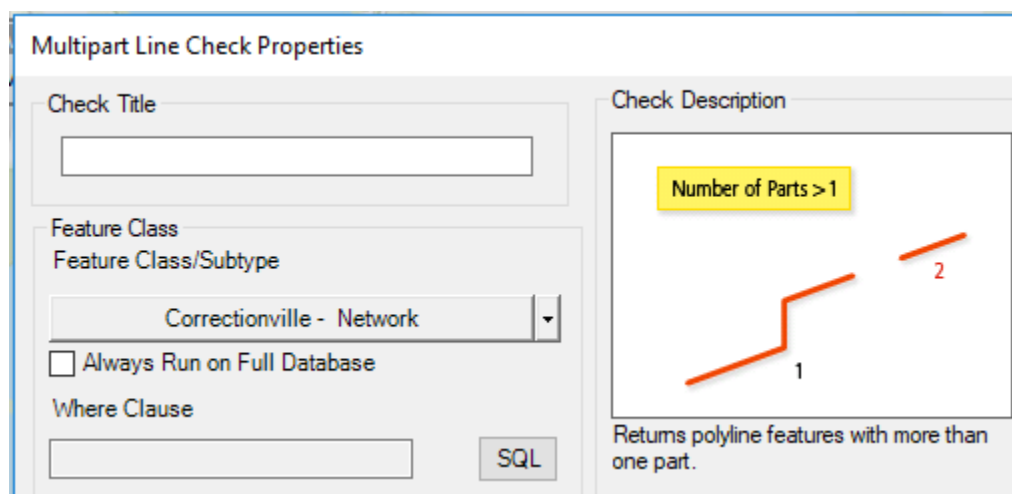 Multipart Line Check Properties
Check Title
Feature Class
Feature Class/Subtype
Correctionville - Network
Always Run on Full Database
Where Clause
SQL
Check Description
Number of Parts > 1
2
1
Returns polyline features with more than
one part.